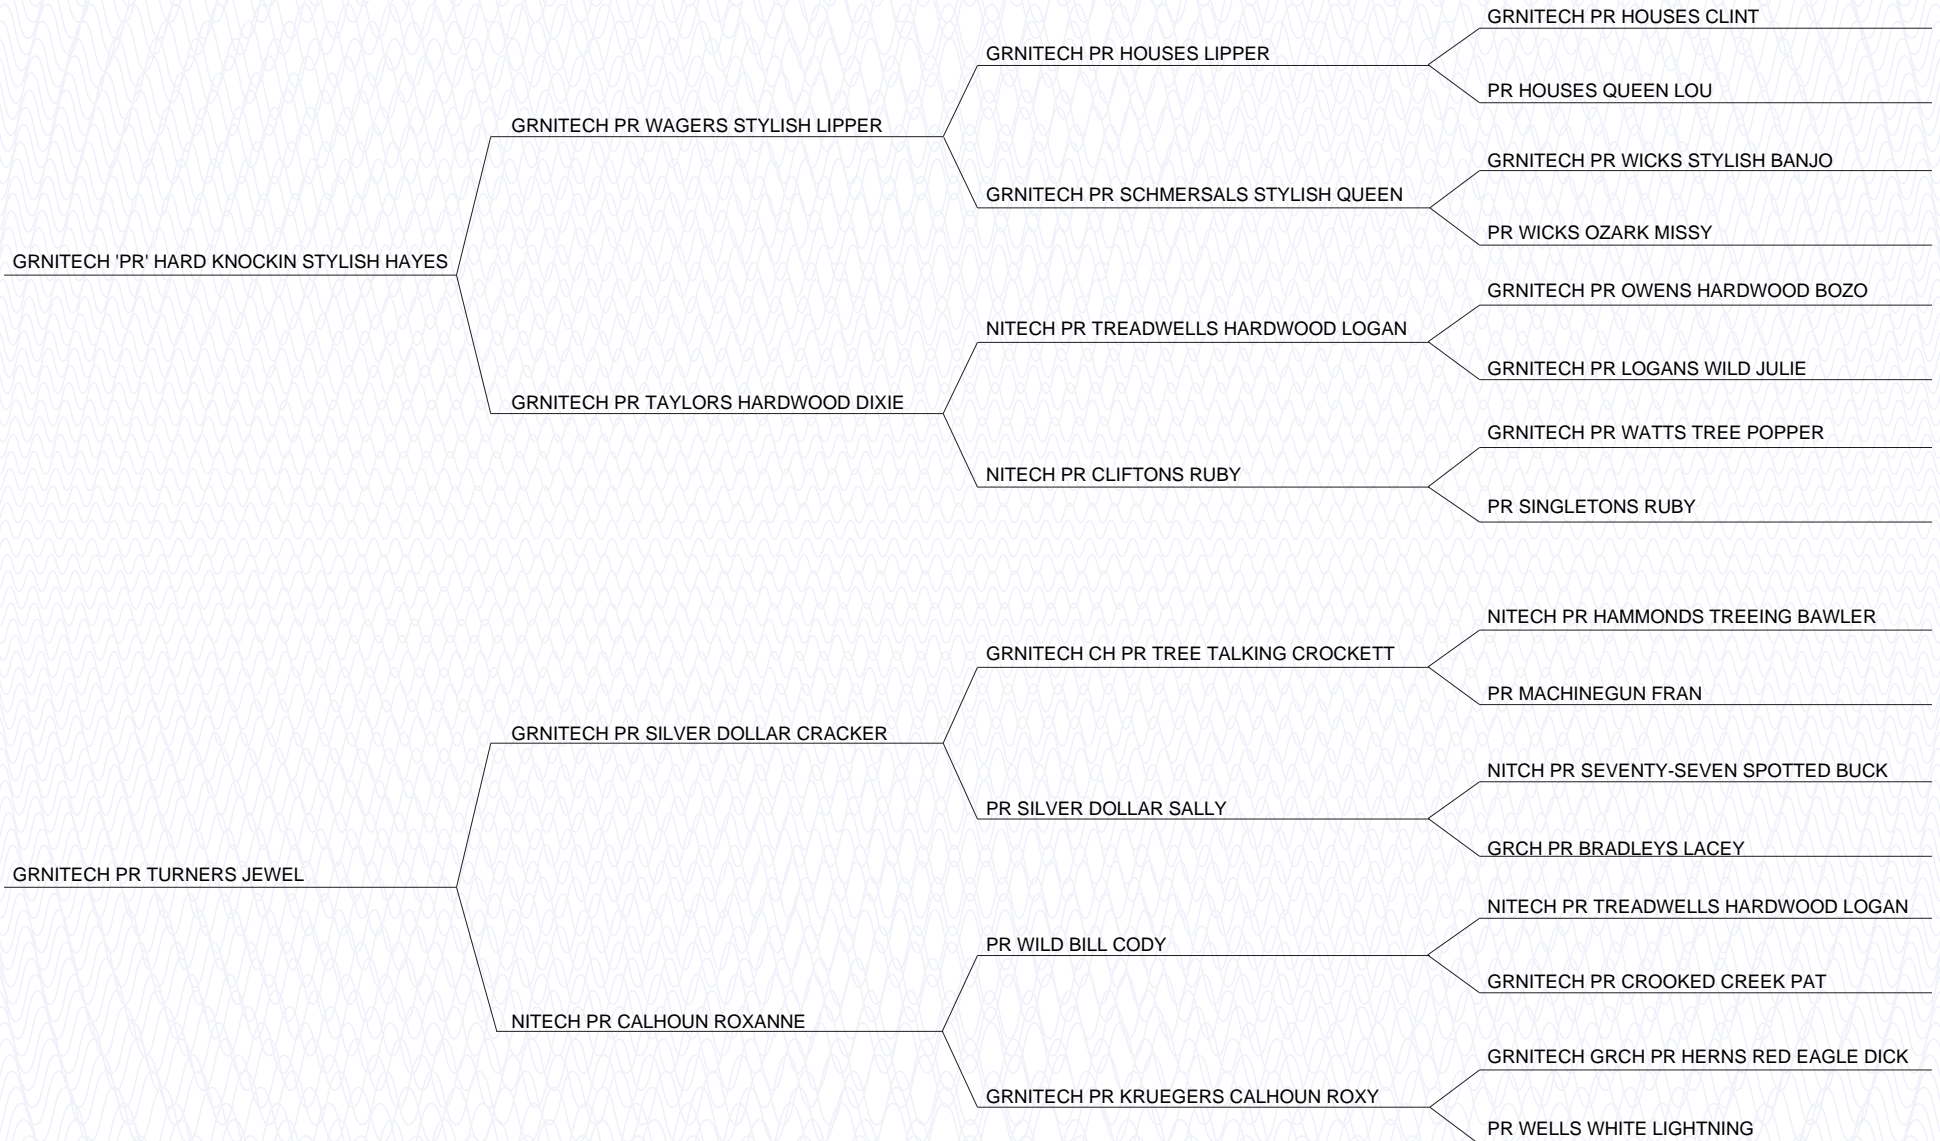 GRNITECH PR HOUSES CLINT
GRNITECH PR HOUSES LIPPER
PR HOUSES QUEEN LOU
GRNITECH PR WAGERS STYLISH LIPPER
GRNITECH PR WICKS STYLISH BANJO
GRNITECH PR SCHMERSALS STYLISH QUEEN
PR WICKS OZARK MISSY
GRNITECH 'PR' HARD KNOCKIN STYLISH HAYES
GRNITECH PR OWENS HARDWOOD BOZO
NITECH PR TREADWELLS HARDWOOD LOGAN
GRNITECH PR LOGANS WILD JULIE
GRNITECH PR TAYLORS HARDWOOD DIXIE
GRNITECH PR WATTS TREE POPPER
NITECH PR CLIFTONS RUBY
PR SINGLETONS RUBY
NITECH PR HAMMONDS TREEING BAWLER
GRNITECH CH PR TREE TALKING CROCKETT
PR MACHINEGUN FRAN
GRNITECH PR SILVER DOLLAR CRACKER
NITCH PR SEVENTY-SEVEN SPOTTED BUCK
PR SILVER DOLLAR SALLY
GRCH PR BRADLEYS LACEY
GRNITECH PR TURNERS JEWEL
NITECH PR TREADWELLS HARDWOOD LOGAN
PR WILD BILL CODY
GRNITECH PR CROOKED CREEK PAT
NITECH PR CALHOUN ROXANNE
GRNITECH GRCH PR HERNS RED EAGLE DICK
GRNITECH PR KRUEGERS CALHOUN ROXY
PR WELLS WHITE LIGHTNING